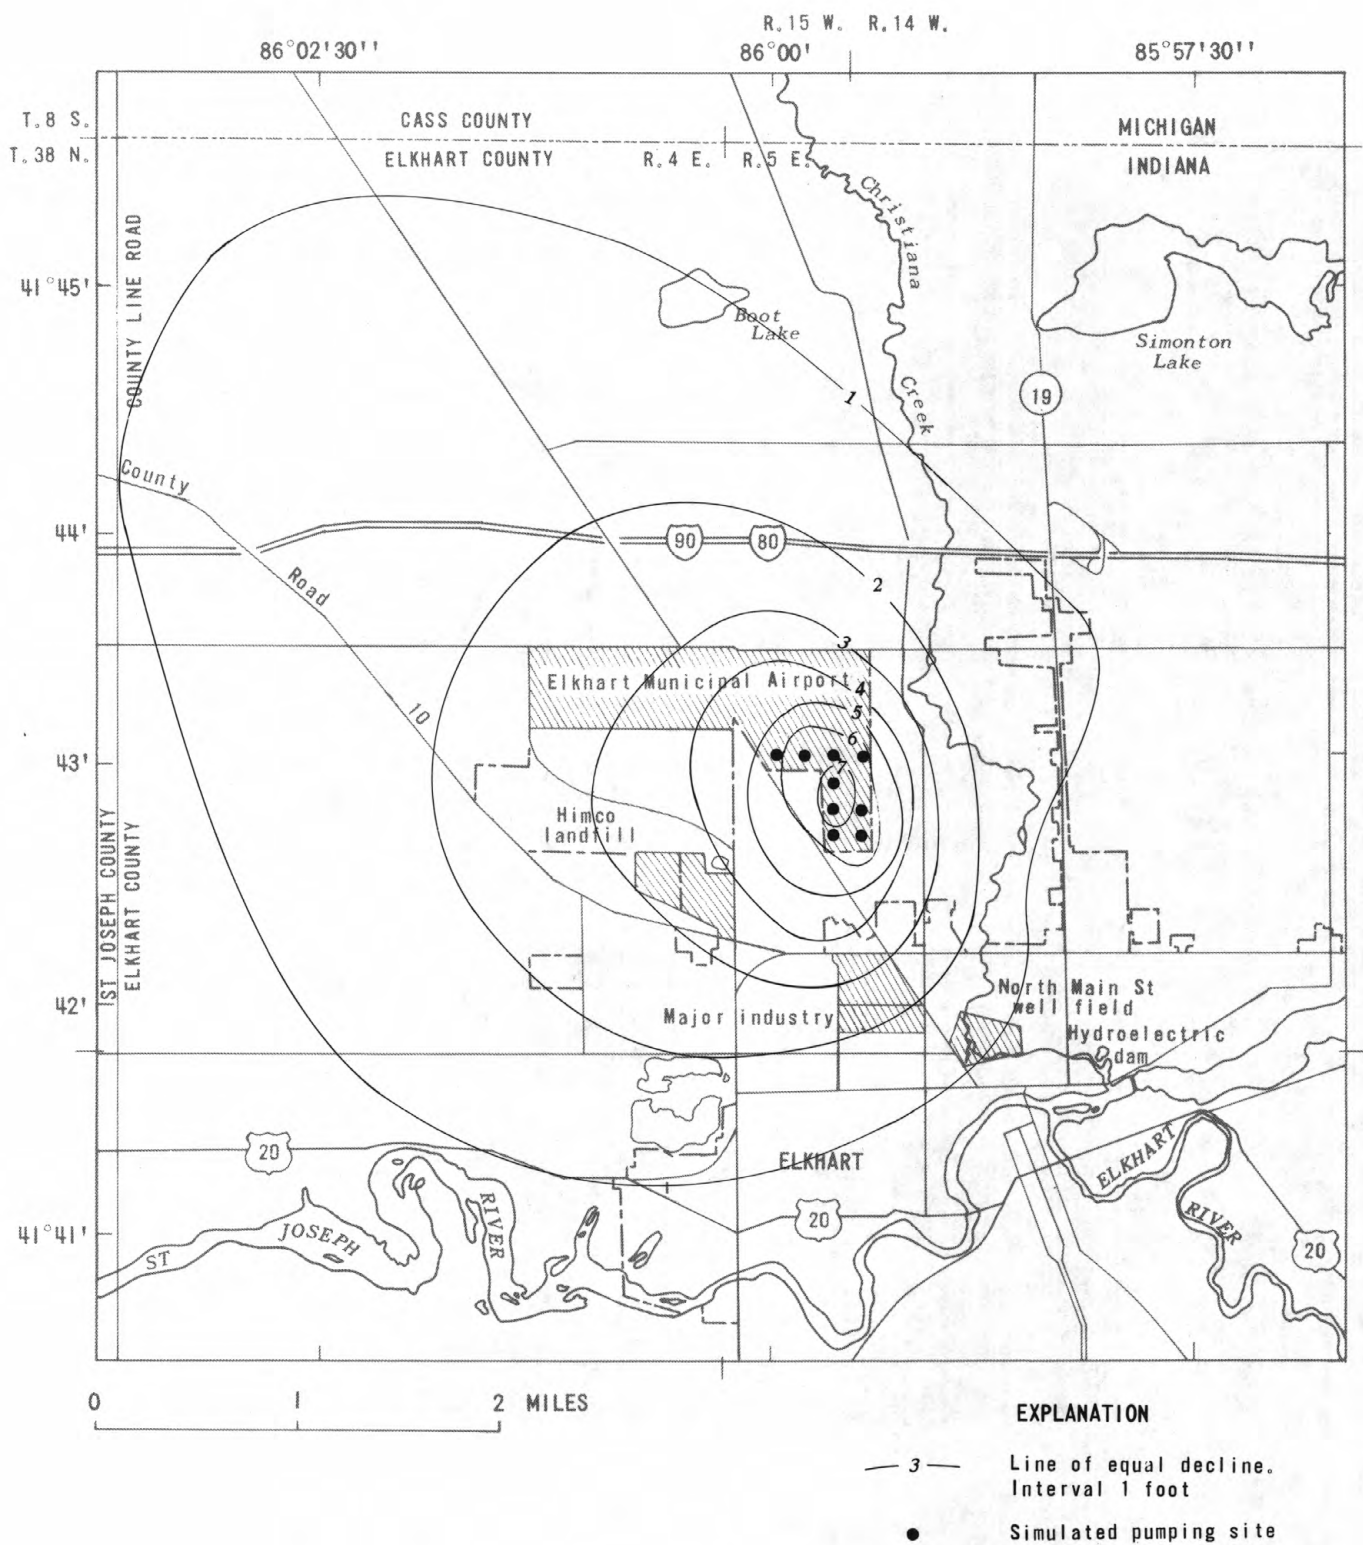 R.15 W. R.14 W.
86°02'30''
86°00'
85°57'30''
T.8 S.
CASS COUNTY
MICHIGAN
T.38 N.
ELKHART COUNTY
R.4 E.
R.5 E.
INDIANA
Christiana
Creek
COUNTY LINE ROAD
41°45'
Boot
Lake
Simonton
Lake
1
19
County
Road
10
44'
90
80
2
3
Elkhart Municipal Airport
4
5
6
7
43'
Himco
landfill
ST JOSEPH COUNTY
ELKHART COUNTY
42'
Major industry
North Main St
well field
Hydroelectric
dam
20
ELKHART
ELKHART
RIVER
20
20
41°41'
ST
JOSEPH
RIVER
0 1 2 MILES
EXPLANATION
3 Line of equal decline.
Interval 1 foot
Simulated pumping site